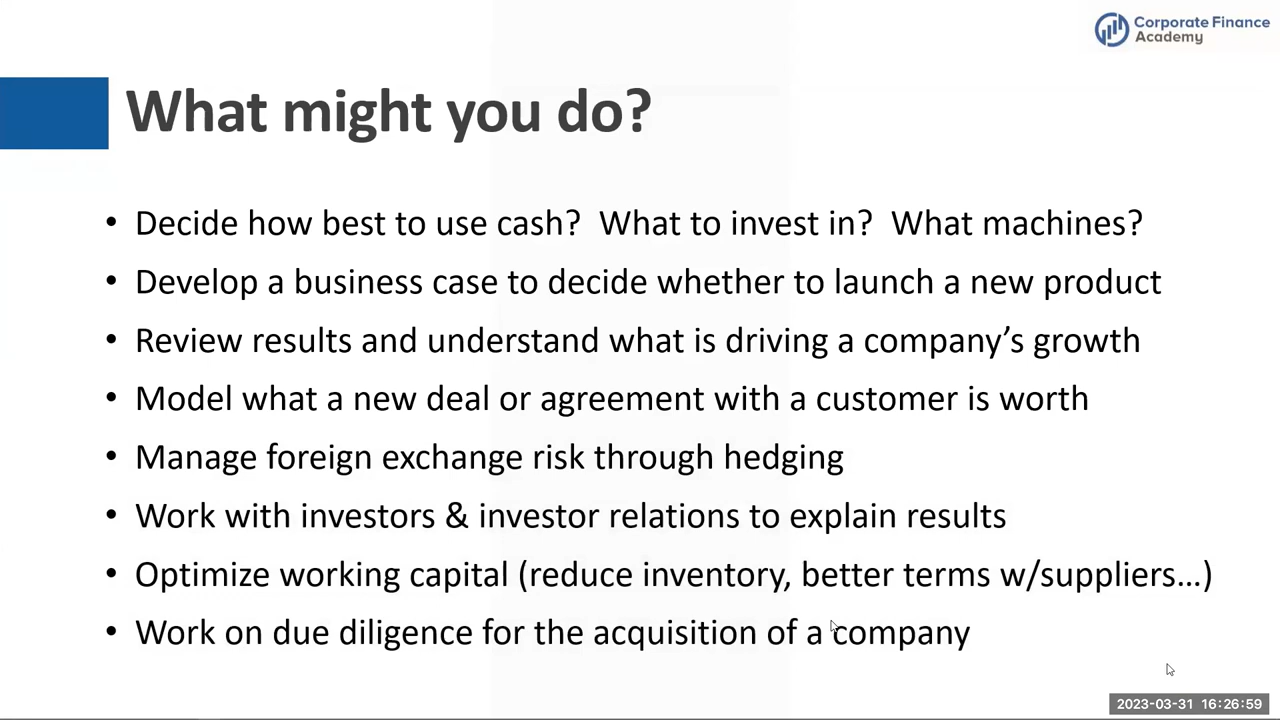 Corporate Finance
Academy
What might you do?
• Decide how best to use cash?  What to invest in?  What machines?
• Develop a business case to decide whether to launch a new product
• Review results and understand what is driving a company’s growth
• Model what a new deal or agreement with a customer is worth
• Manage foreign exchange risk through hedging
• Work with investors & investor relations to explain results
• Optimize working capital (reduce inventory, better terms w/suppliers…)
• Work on due diligence for the acquisition of a company
2023-03-31 16:26:59